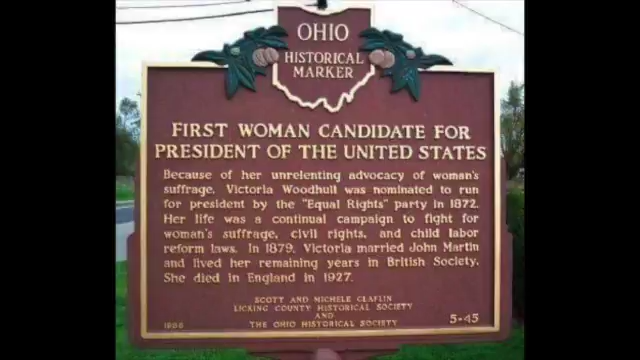 OHIO
HISTORICAL
MARKER
FIRST WOMAN CANDIDATE FOR
PRESIDENT OF THE UNITED STATES
Because of her unrelenting advocacy of woman's
suffrage, Victoria Woodhull was nominated to run
for president by the "Equal Rights" party in 1872.
Her life was a continual campaign to fight for
woman's suffrage, civil rights, and child labor
reform laws. In 1879, Victoria married John Martin
and lived her remaining years in British Society.
She died in England in 1927.
SCOTT AND MICHELE CLAFLIN
LICKING COUNTY HISTORICAL SOCIETY
AND
THE OHIO HISTORICAL SOCIETY
5-45